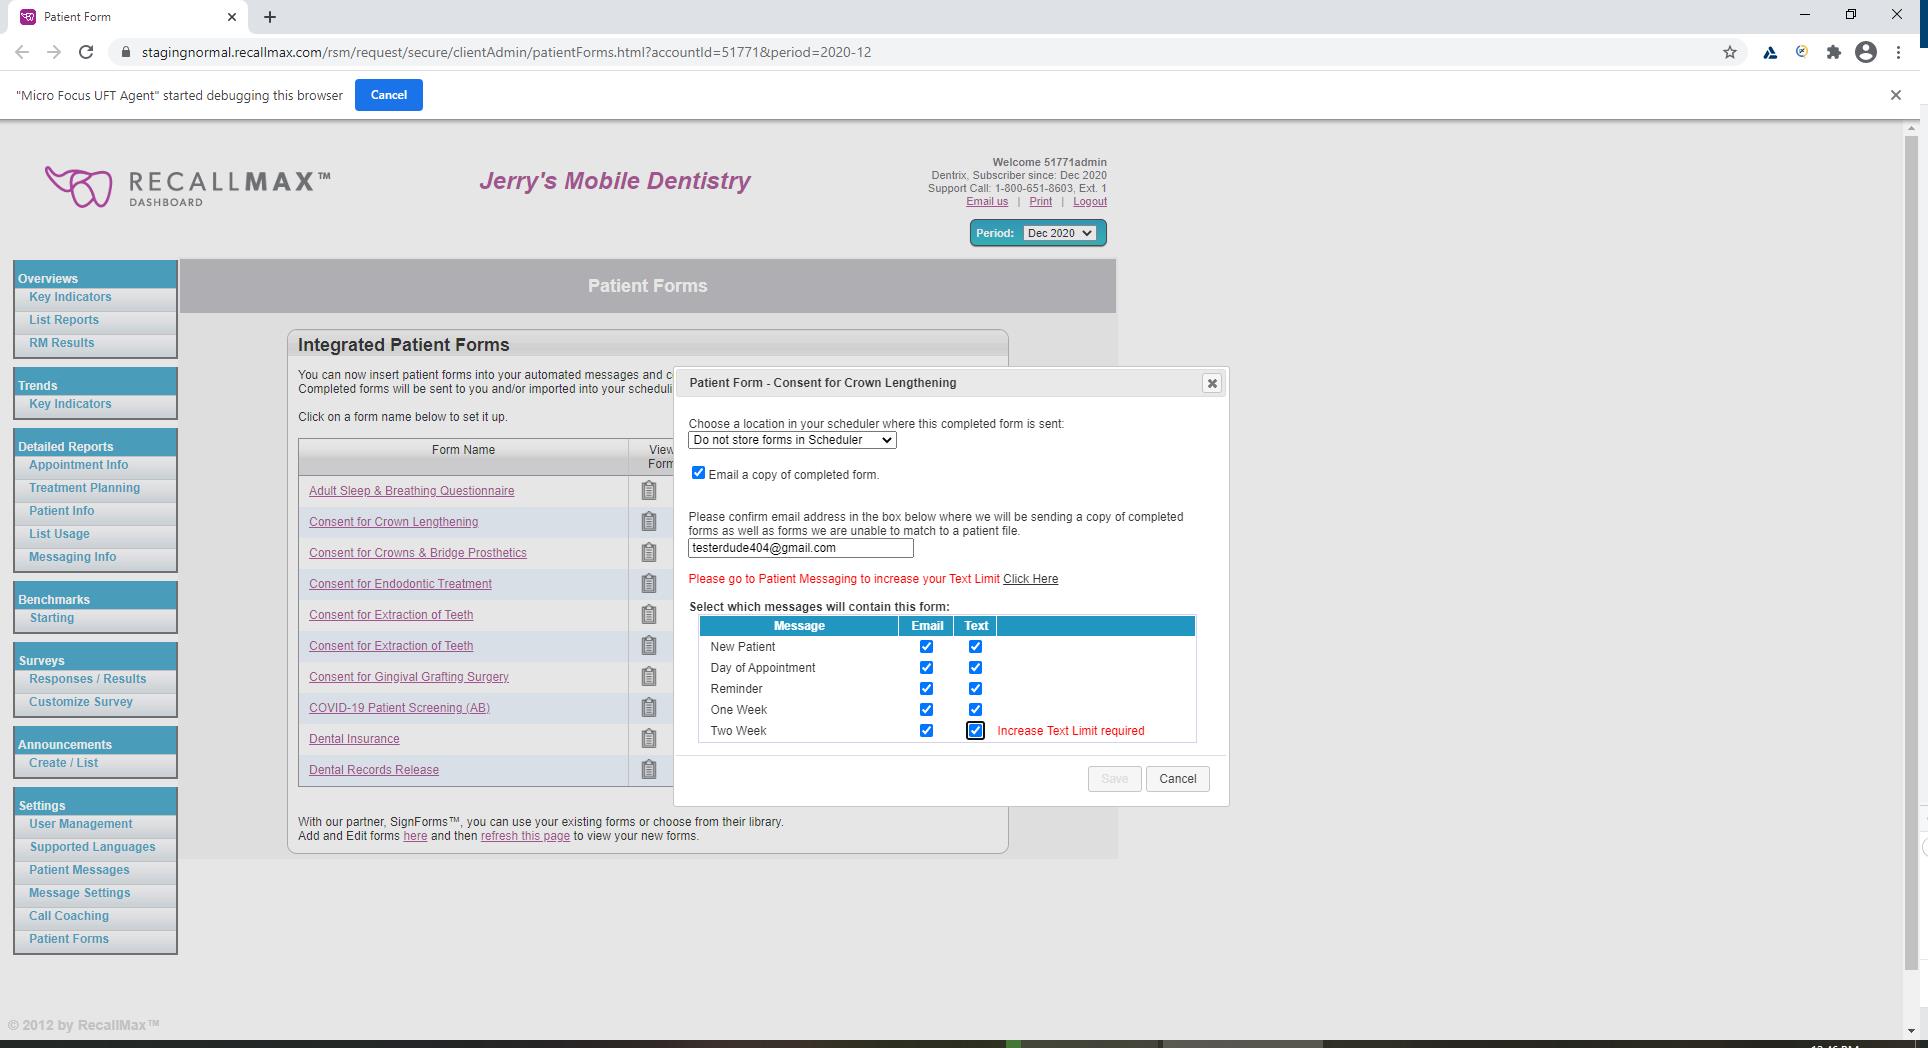 Patient Form
stagingnormal.recallmax.com/rsm/request/secure/clientAdmin/patientForms.html?accountId=51771&period=2020-12
"Micro Focus UFT Agent" started debugging this browser
Cancel
RECALLMAX™
DASHBOARD
Jerry's Mobile Dentistry
Welcome 51771admin
Dentrix, Subscriber since: Dec 2020
Support Call: 1-800-651-8603, Ext. 1
Email us | Print | Logout
Period: Dec 2020
Overviews
Key Indicators
List Reports
RM Results
Trends
Key Indicators
Detailed Reports
Appointment Info
Treatment Planning
Patient Info
List Usage
Messaging Info
Benchmarks
Starting
Surveys
Responses / Results
Customize Survey
Announcements
Create / List
Settings
User Management
Supported Languages
Patient Messages
Message Settings
Call Coaching
Patient Forms
Patient Forms
Integrated Patient Forms
You can now insert patient forms into your automated messages and c
Completed forms will be sent to you and/or imported into your scheduli
Click on a form name below to set it up.
Form Name
View
Form
Adult Sleep & Breathing Questionnaire
Consent for Crown Lengthening
Consent for Crowns & Bridge Prosthetics
Consent for Endodontic Treatment
Consent for Extraction of Teeth
Consent for Extraction of Teeth
Consent for Gingival Grafting Surgery
COVID-19 Patient Screening (AB)
Dental Insurance
Dental Records Release
With our partner, SignForms™, you can use your existing forms or choose from their library.
Add and Edit forms here and then refresh this page to view your new forms.
Patient Form - Consent for Crown Lengthening
Choose a location in your scheduler where this completed form is sent:
Do not store forms in Scheduler
Email a copy of completed form.
Please confirm email address in the box below where we will be sending a copy of completed
forms as well as forms we are unable to match to a patient file.
testerdude404@gmail.com
Please go to Patient Messaging to increase your Text Limit Click Here
Select which messages will contain this form:
Message Email Text
New Patient
Day of Appointment
Reminder
One Week
Two Week Increase Text Limit required
Save Cancel
© 2012 by RecallMax™